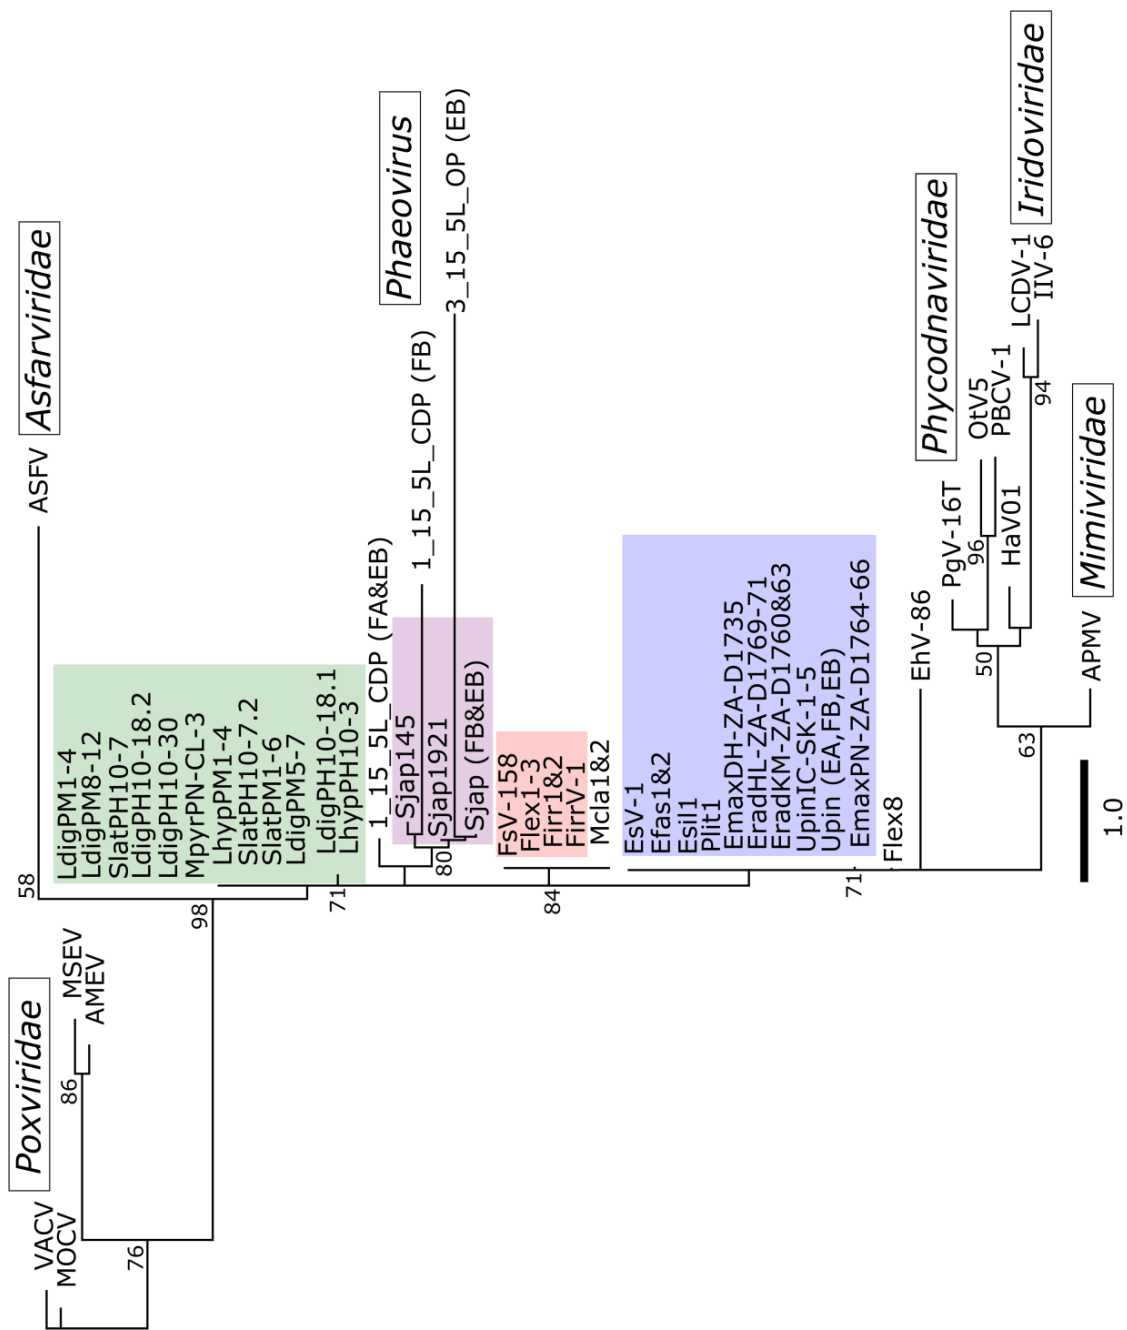 VACV
MOCV
Poxviridae
MSEV
AMEV
86
76
98
58
ASFV
Asfarviridae
LdigPM1-4
LdigPM8-12
SlatPH10-7
LdigPH10-18.2
LdigPH10-30
MpyrPN-CL-3
LhypPM1-4
SlatPH10-7.2
SlatPM1-6
LdigPM5-7
LdigPH10-18.1
LhypPH10-3
71
1_15_5L_CDP (FA&EB)
Sjap145
1_15_5L_CDP (FB)
Sjap1921
3_15_5L_OP (EB)
Sjap (FB&EB)
80
Phaeovirus
FsV-158
Flex1-3
Firr1&2
FirrV-1
Mcla1&2
84
EsV-1
Efas1&2
Esil1
Plit1
EmaxDH-ZA-D1735
EradHL-ZA-D1769-71
EradKM-ZA-D1760&63
UpinIC-SK-1-5
Upin (EA,FB,EB)
EmaxPN-ZA-D1764-66
71
Flex8
EhV-86
Phycodnaviridae
PgV-16T
OtV5
PBCV-1
96
HaV01
50
LCDV-1
IIV-6
94
Iridoviridae
63
APMV
Mimiviridae
1.0